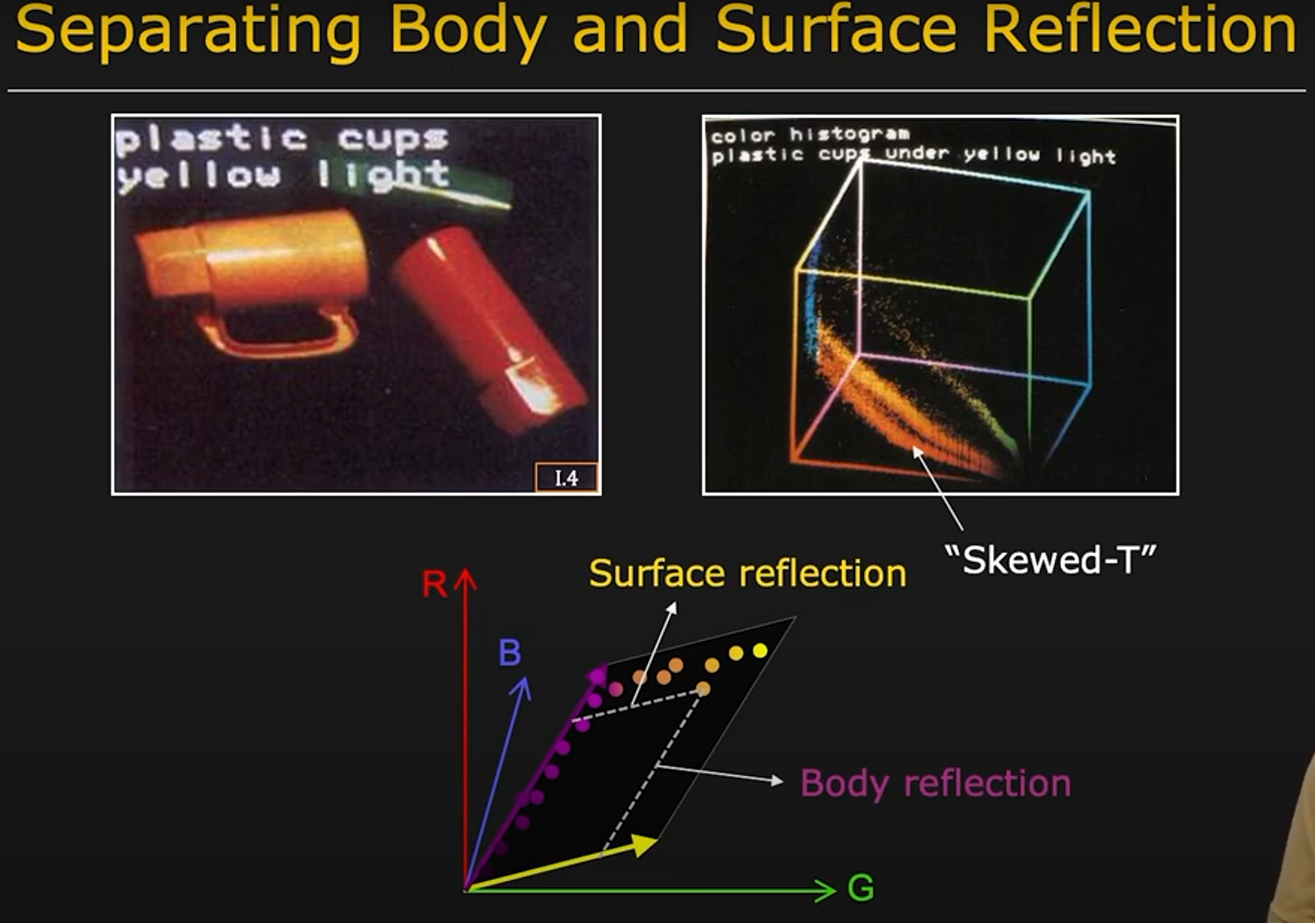 Separating Body and Surface Reflection
plastic cups
yellow light
I.4
color histogram
plastic cups under yellow light
“Skewed-T”
Surface reflection
R
B
Body reflection
G